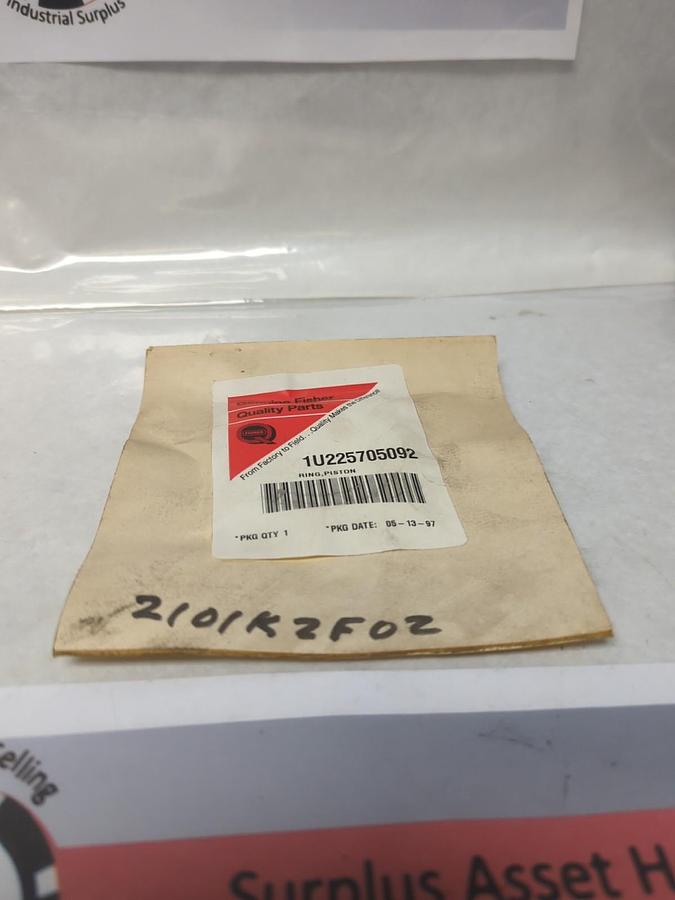 Industrial Surplus
Genuine Fisher
Quality Parts
From Factory to Field. . .Quality Makes the Difference
1U225705092
RING,PISTON
*PKG QTY 1 *PKG DATE: 05-13-97
2101K2F02
elling
Surplus Asset H